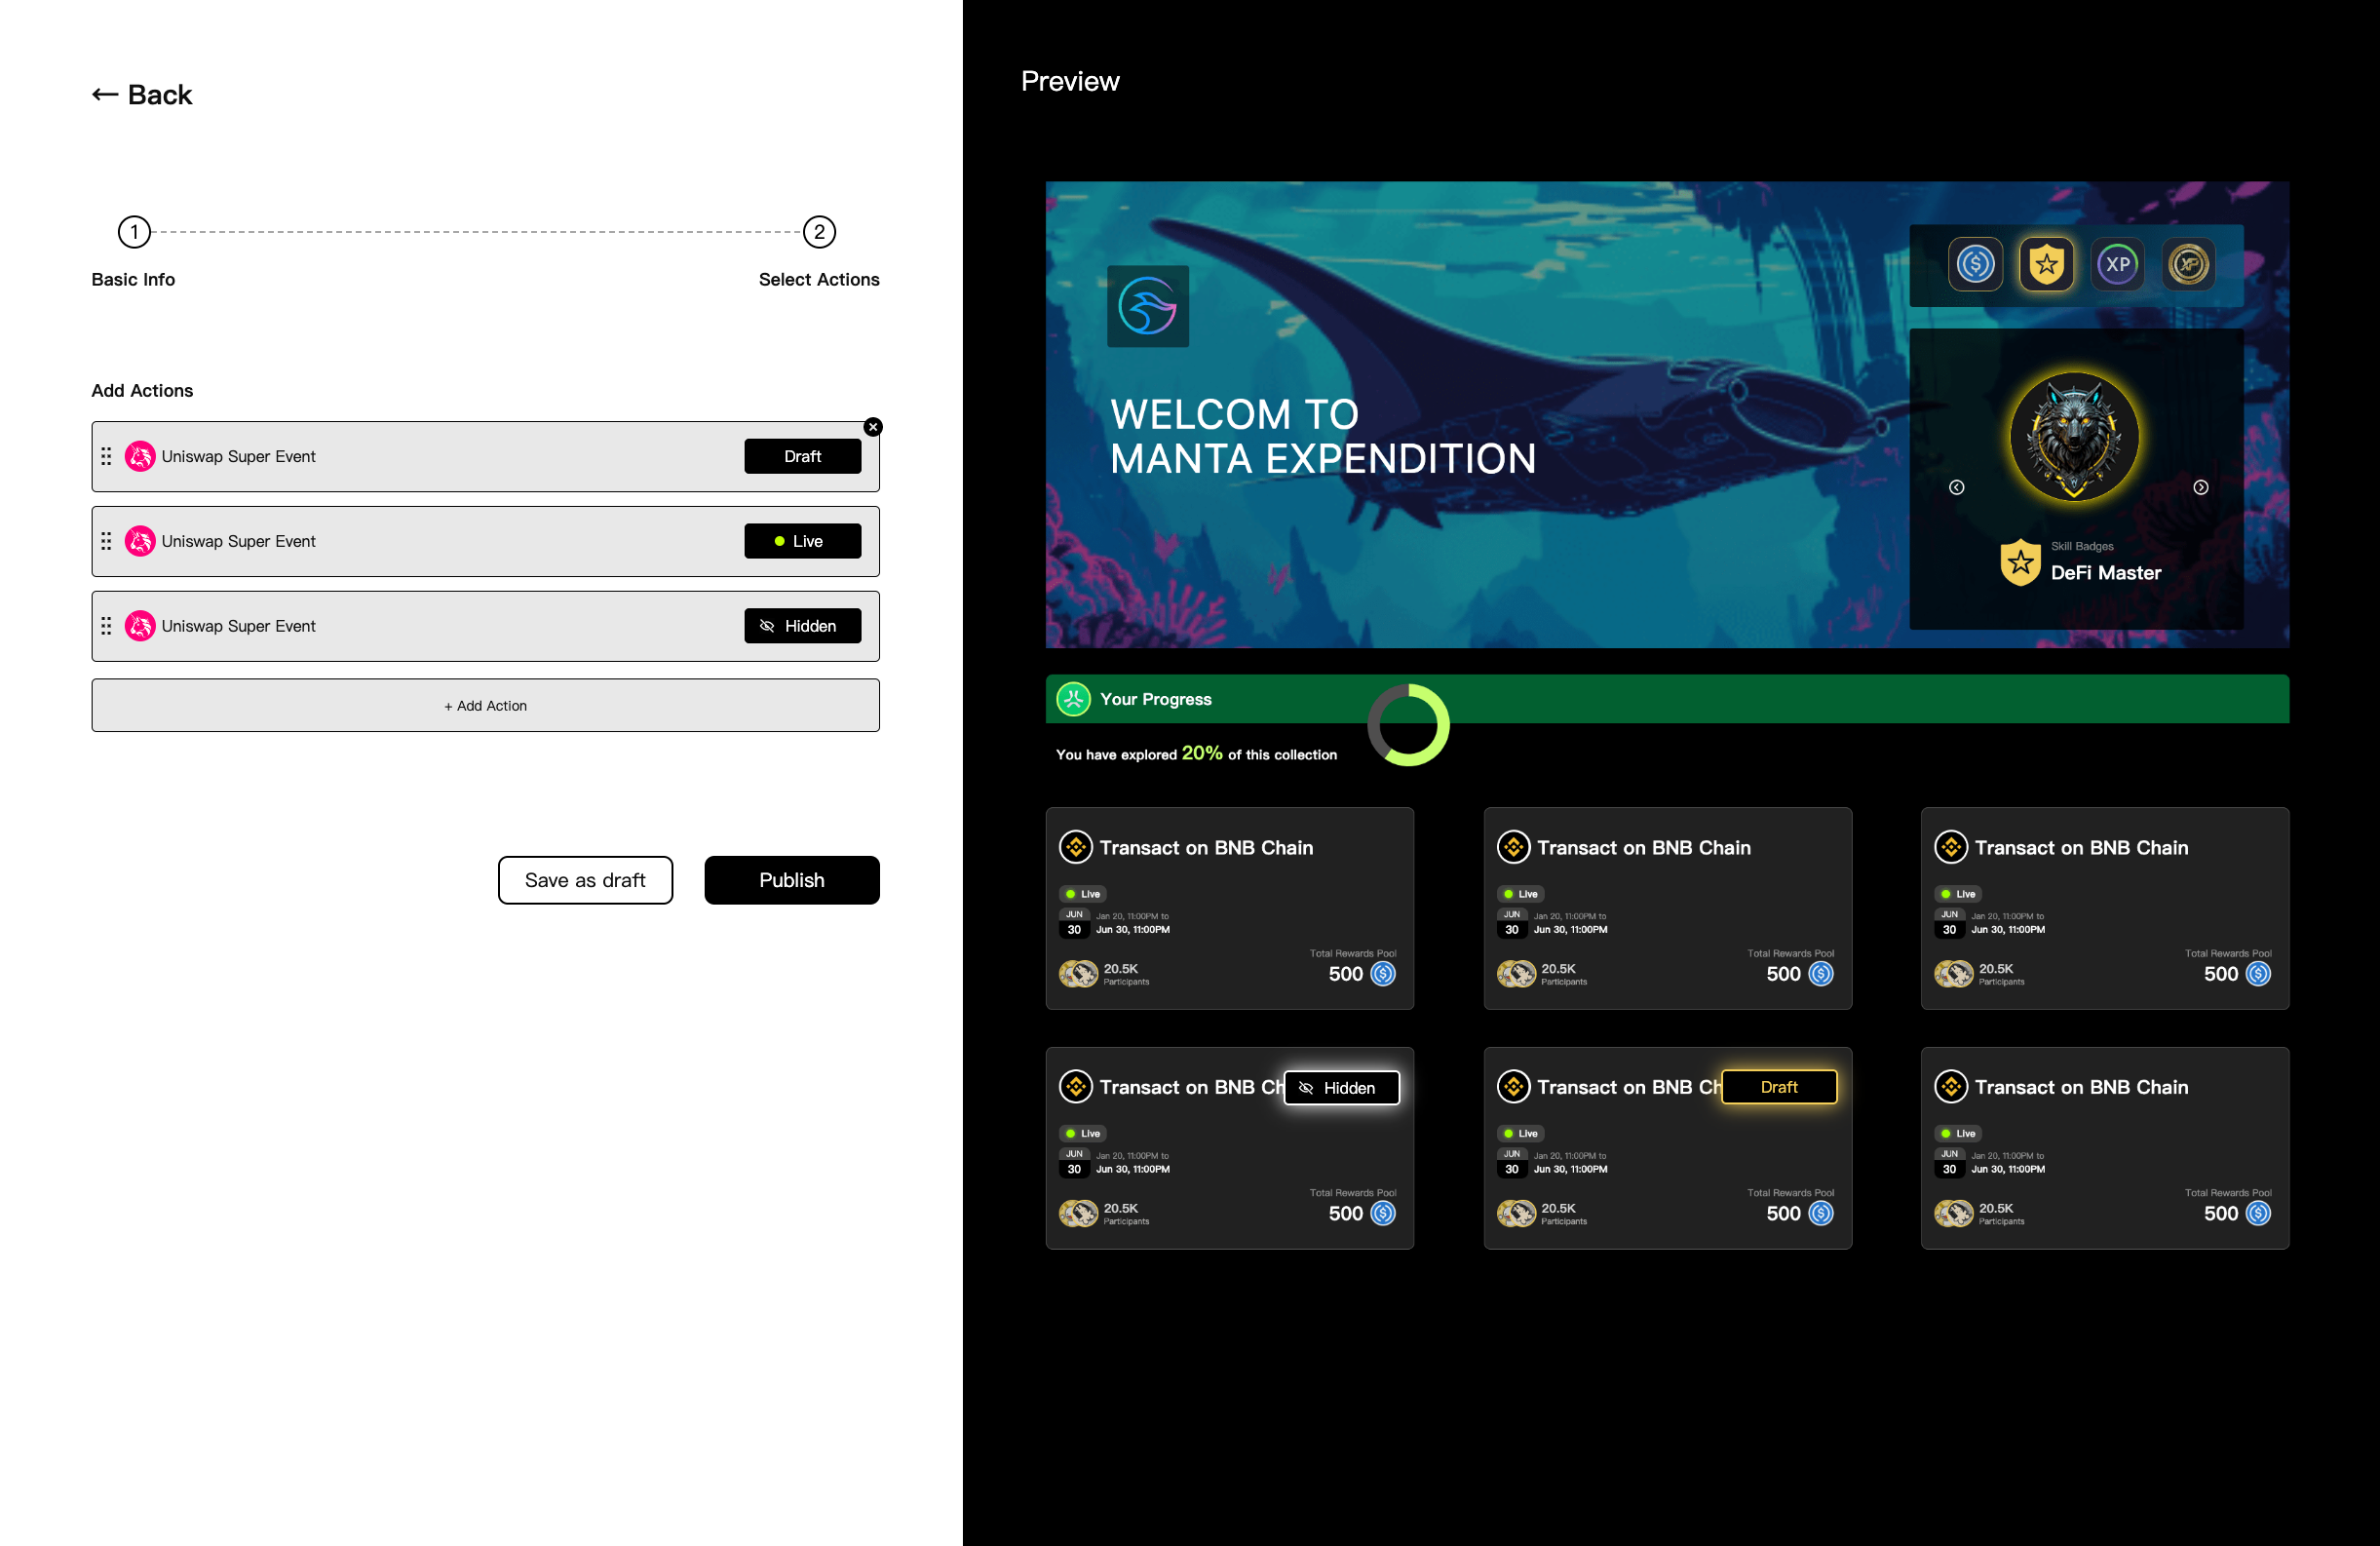 Back
1
2
Basic Info
Select Actions
Add Actions
Uniswap Super Event
Draft
Uniswap Super Event
Live
Uniswap Super Event
Hidden
+ Add Action
Save as draft
Publish
Preview
WELCOM TO
MANTA EXPENDITION
XP
XP
Skill Badges
DeFi Master
Your Progress
You have explored 20% of this collection
Transact on BNB Chain
Live
JUN
30
Jan 20, 11:00PM to
Jun 30, 11:00PM
20.5K
Participants
Total Rewards Pool
500
Transact on BNB Chain
Live
JUN
30
Jan 20, 11:00PM to
Jun 30, 11:00PM
20.5K
Participants
Total Rewards Pool
500
Transact on BNB Chain
Live
JUN
30
Jan 20, 11:00PM to
Jun 30, 11:00PM
20.5K
Participants
Total Rewards Pool
500
Transact on BNB Ch
Hidden
Live
JUN
30
Jan 20, 11:00PM to
Jun 30, 11:00PM
20.5K
Participants
Total Rewards Pool
500
Transact on BNB Ch
Draft
Live
JUN
30
Jan 20, 11:00PM to
Jun 30, 11:00PM
20.5K
Participants
Total Rewards Pool
500
Transact on BNB Chain
Live
JUN
30
Jan 20, 11:00PM to
Jun 30, 11:00PM
20.5K
Participants
Total Rewards Pool
500